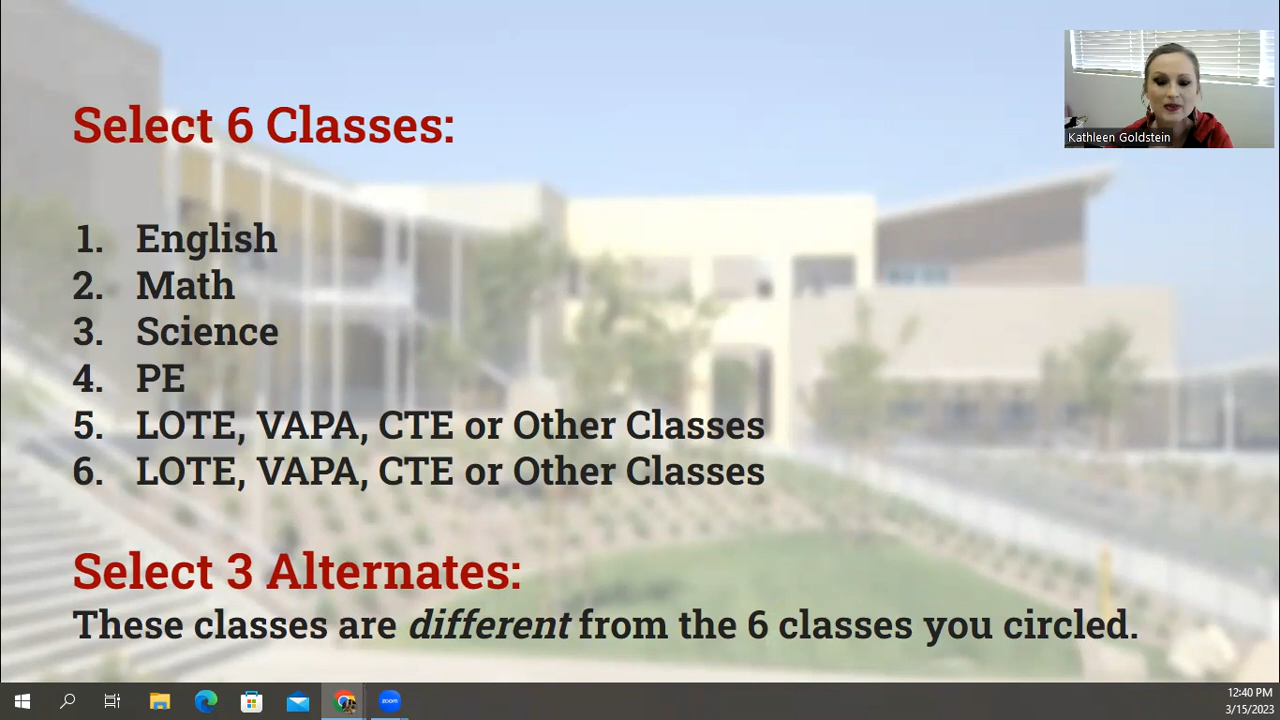 Select 6 Classes:
1. English
2. Math
3. Science
4. PE
5. LOTE, VAPA, CTE or Other Classes
6. LOTE, VAPA, CTE or Other Classes
Select 3 Alternates:
These classes are different from the 6 classes you circled.
Kathleen Goldstein
zoom
12:40 PM
3/15/2023